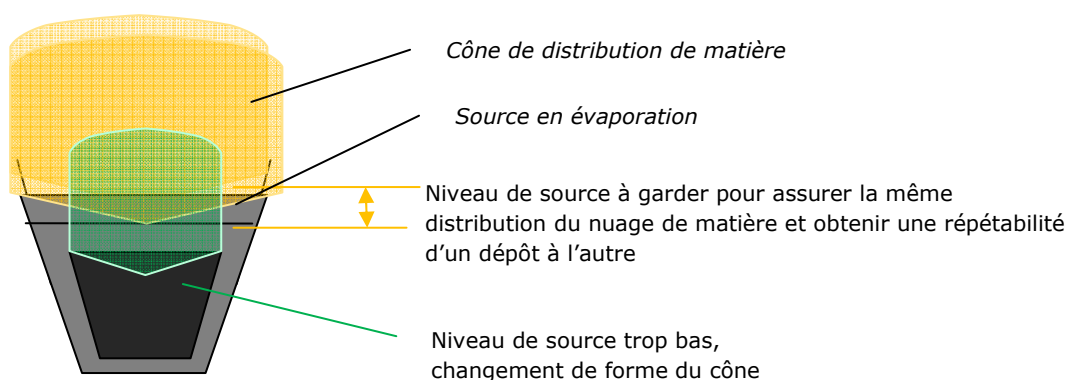 Cône de distribution de matière
Source en évaporation
Niveau de source à garder pour assurer la même
distribution du nuage de matière et obtenir une répétabilité
d’un dépôt à l’autre
Niveau de source trop bas,
changement de forme du cône